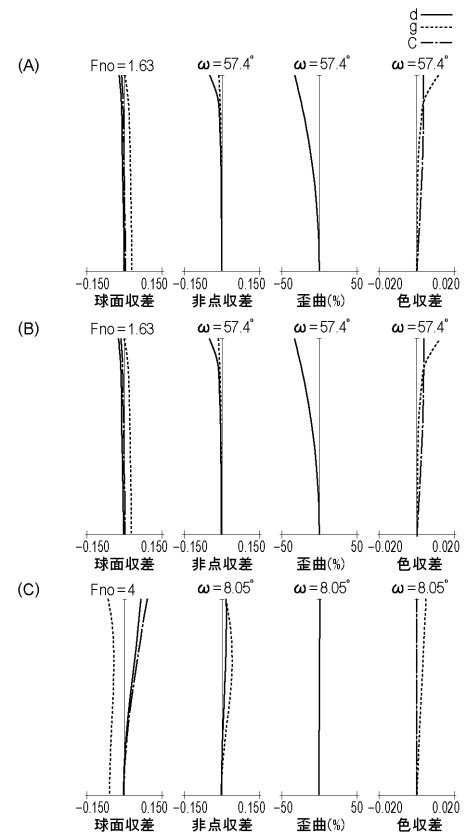 d
g
C
(A) Fno=1.63 ω=57.4° ω=57.4° ω=57.4°
-0.150 0.150 -0.150 0.150 -50 50 -0.020 0.020
球面収差 非点収差 歪曲(%) 色収差
(B) Fno=1.63 ω=57.4° ω=57.4° ω=57.4°
-0.150 0.150 -0.150 0.150 -50 50 -0.020 0.020
球面収差 非点収差 歪曲(%) 色収差
(C) Fno=4 ω=8.05° ω=8.05° ω=8.05°
-0.150 0.150 -0.150 0.150 -50 50 -0.020 0.020
球面収差 非点収差 歪曲(%) 色収差